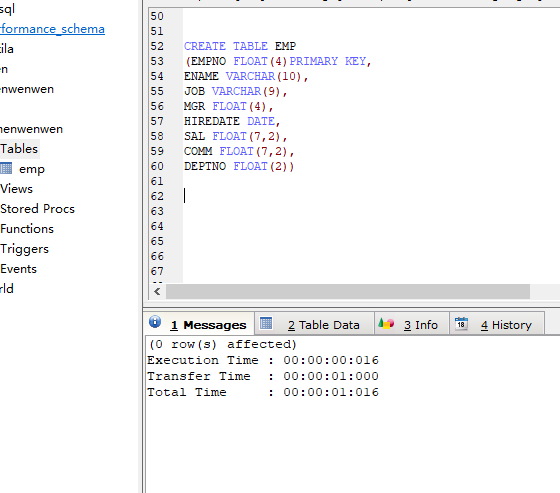 sql
rformance_schema
kila
en
enwenwen
nenwenwen
Tables
emp
Views
Stored Procs
Functions
Triggers
Events
rld
50
51
52 CREATE TABLE EMP
53 (EMPNO FLOAT(4)PRIMARY KEY,
54 ENAME VARCHAR(10),
55 JOB VARCHAR(9),
56 MGR FLOAT(4),
57 HIREDATE DATE,
58 SAL FLOAT(7,2),
59 COMM FLOAT(7,2),
60 DEPTNO FLOAT(2))
61
62
63
64
65
66
67
1 Messages 2 Table Data 3 Info 18 4 History
(0 row(s) affected)
Execution Time : 00:00:00:016
Transfer Time : 00:00:01:000
Total Time : 00:00:01:016